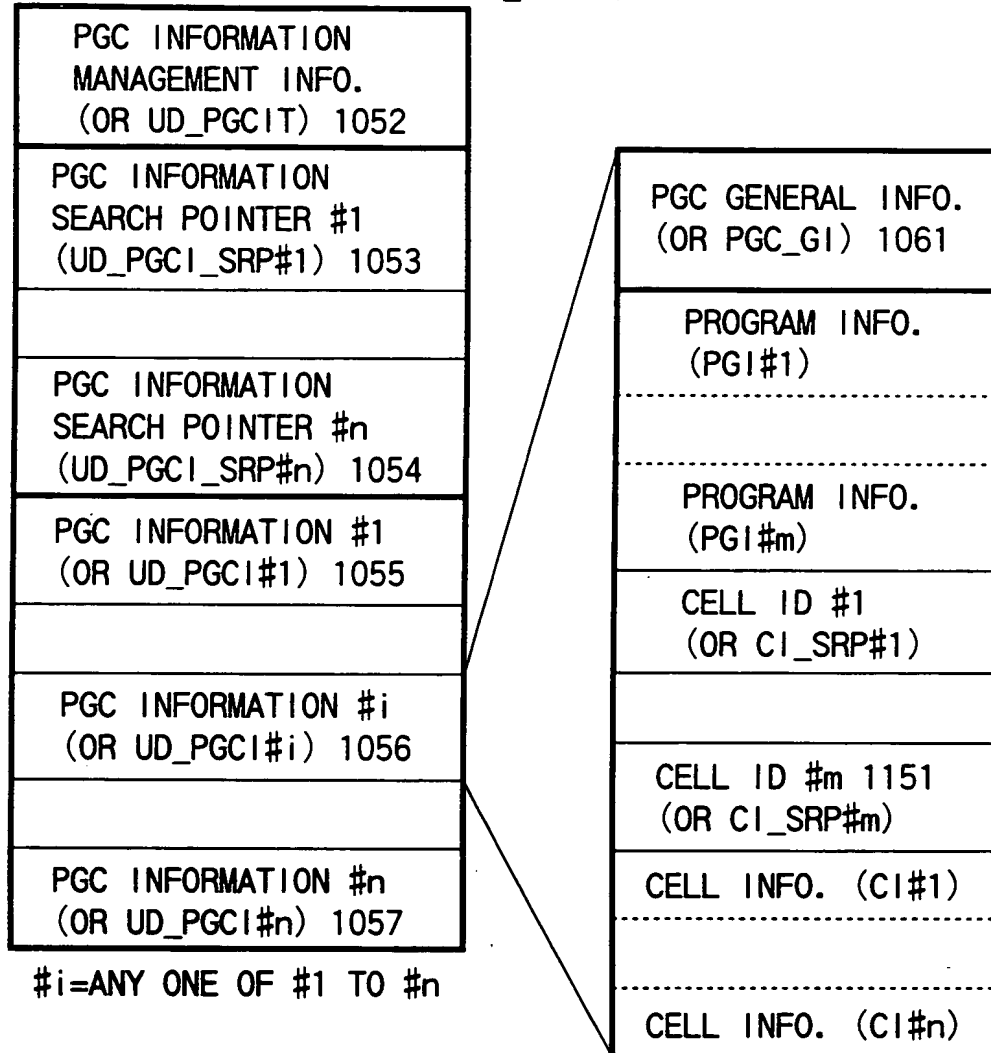 PGC INFORMATION
MANAGEMENT INFO.
(OR UD_PGCIT) 1052
PGC INFORMATION
SEARCH POINTER #1
(UD_PGCI_SRP#1) 1053
PGC INFORMATION
SEARCH POINTER #n
(UD_PGCI_SRP#n) 1054
PGC INFORMATION #1
(OR UD_PGCI#1) 1055
PGC INFORMATION #i
(OR UD_PGCI#i) 1056
PGC INFORMATION #n
(OR UD_PGCI#n) 1057
#i=ANY ONE OF #1 TO #n
PGC GENERAL INFO.
(OR PGC_GI) 1061
PROGRAM INFO.
(PGI#1)
PROGRAM INFO.
(PGI#m)
CELL ID #1
(OR CI_SRP#1)
CELL ID #m 1151
(OR CI_SRP#m)
CELL INFO. (CI#1)
CELL INFO. (CI#n)